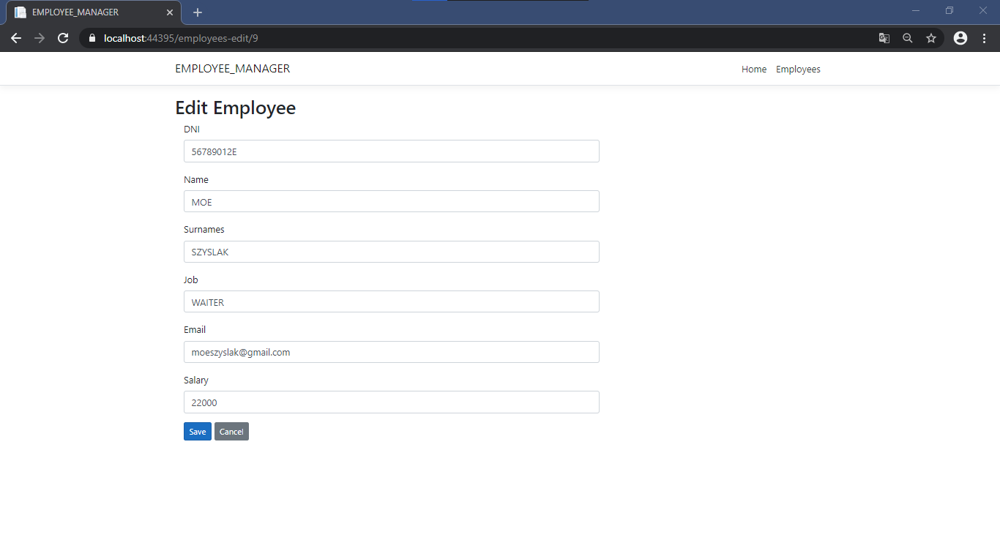 EMPLOYEE_MANAGER
localhost:44395/employees-edit/9
EMPLOYEE_MANAGER
Home Employees
Edit Employee
DNI
56789012E
Name
MOE
Surnames
SZYSLAK
Job
WAITER
Email
moeszyslak@gmail.com
Salary
22000
Save Cancel